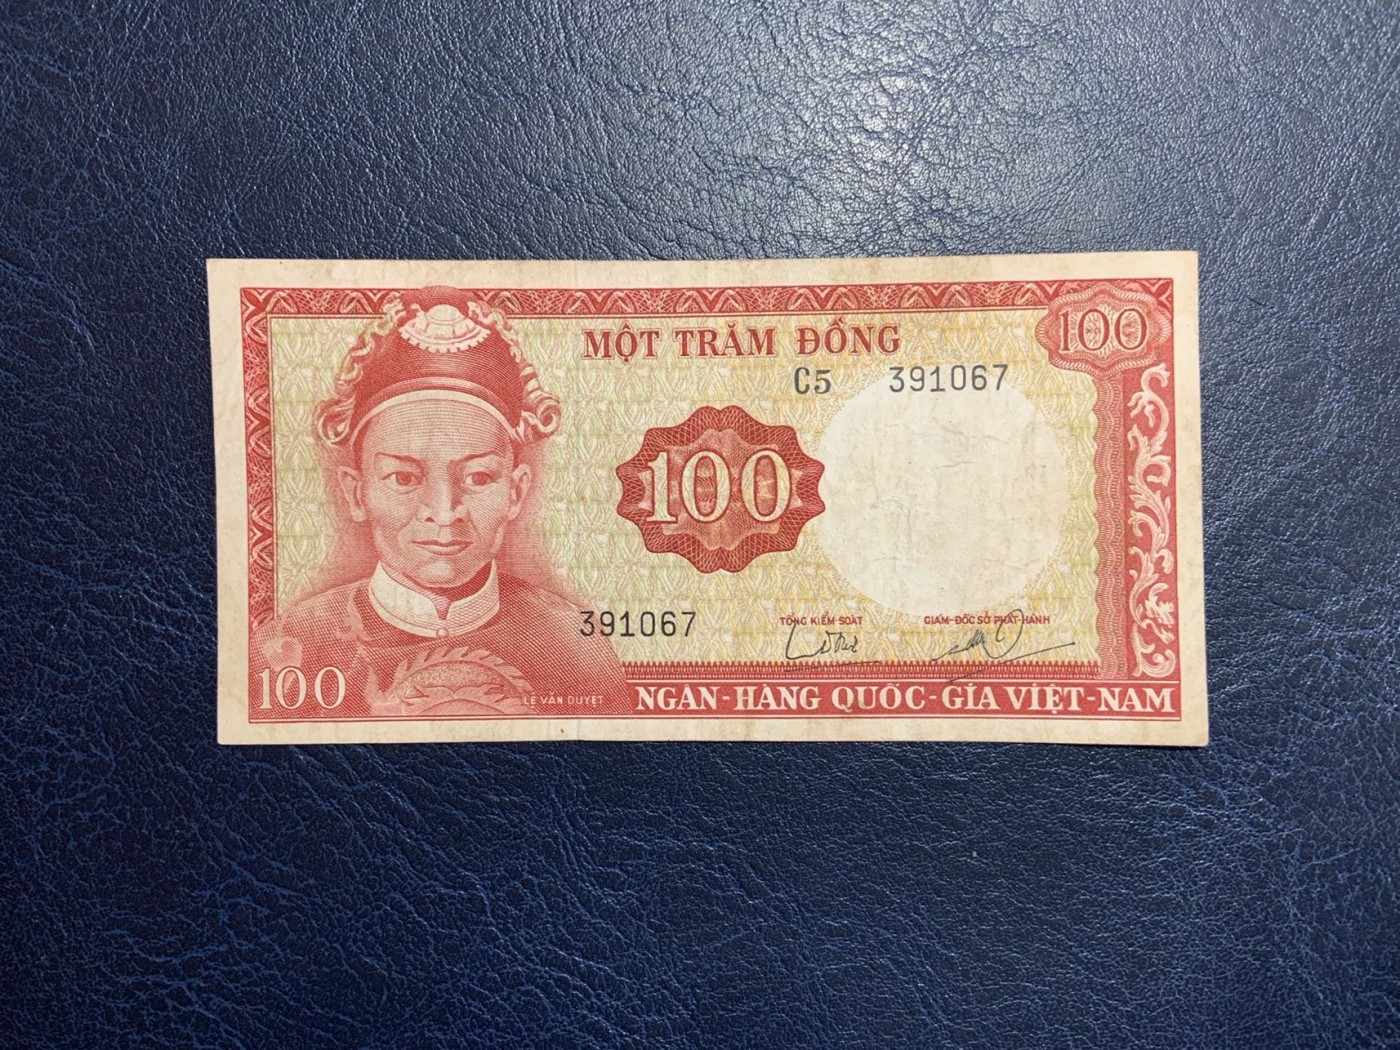 MỘT TRĂM ĐỒNG
100
C5 391067
100
391067
TỔNG KIỂM SOÁT
GIÁM-ĐỐC SỞ PHÁT-HÀNH
100
LÊ VĂN DUYỆT
NGÂN-HÀNG QUỐC-GIA VIỆT-NAM